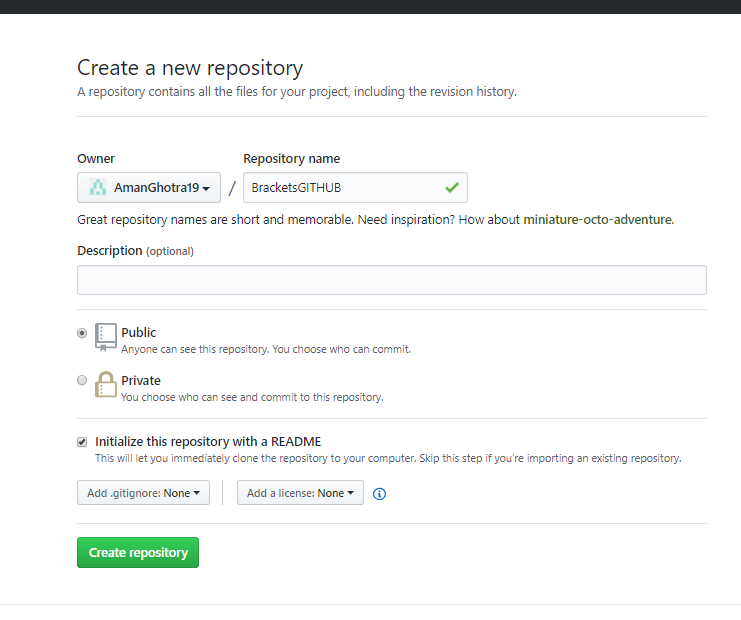 Create a new repository
A repository contains all the files for your project, including the revision history.
Owner Repository name
AmanGhotra19 / BracketsGITHUB
Great repository names are short and memorable. Need inspiration? How about miniature-octo-adventure.
Description (optional)
Public
Anyone can see this repository. You choose who can commit.
Private
You choose who can see and commit to this repository.
Initialize this repository with a README
This will let you immediately clone the repository to your computer. Skip this step if you're importing an existing repository.
Add .gitignore: None Add a license: None
Create repository